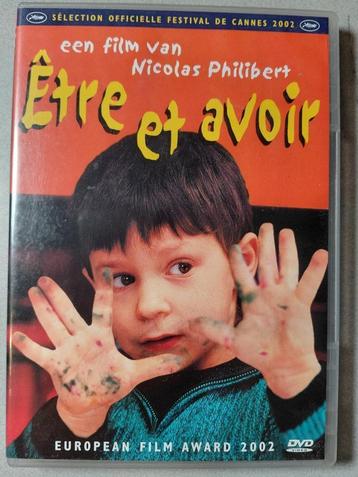 SÉLECTION OFFICIELLE FESTIVAL DE CANNES 2002
een film van
Nicolas Philibert
Être et avoir
EUROPEAN FILM AWARD 2002
DVD
VIDEO